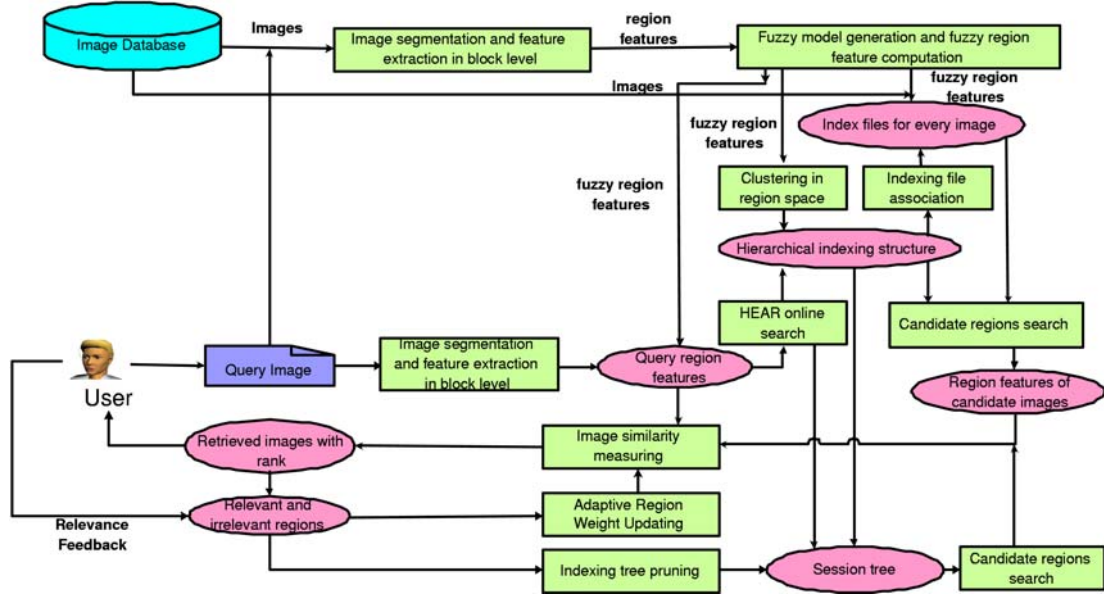 Image Database
Images
Image segmentation and feature
extraction in block level
region
features
Fuzzy model generation and fuzzy region
feature computation
Images
fuzzy region
features
fuzzy region
features
fuzzy region
features
Index files for every image
Clustering in
region space
Indexing file
association
Hierarchical indexing structure
HEAR online
search
Candidate regions search
User
Query Image
Image segmentation
and feature extraction
in block level
Query region
features
Region features of
candidate images
Retrieved images with
rank
Image similarity
measuring
Relevant and
irrelevant regions
Adaptive Region
Weight Updating
Relevance
Feedback
Indexing tree pruning
Session tree
Candidate regions
search